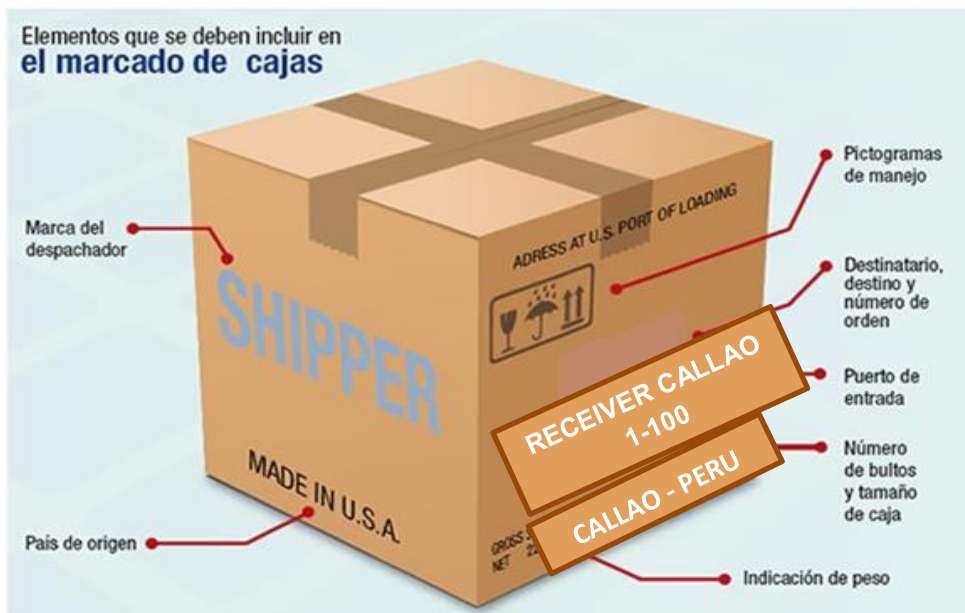 Elementos que se deben incluir en
el marcado de cajas
Marca del
despachador
SHIPPER
MADE IN U.S.A.
País de origen
ADRESS AT U.S. PORT OF LOADING
RECEIVER CALLAO
1-100
CALLAO - PERU
GROSS
NET
Pictogramas
de manejo
Destinatario,
destino y
número de
orden
Puerto de
entrada
Número
de bultos
y tamaño
de caja
Indicación de peso